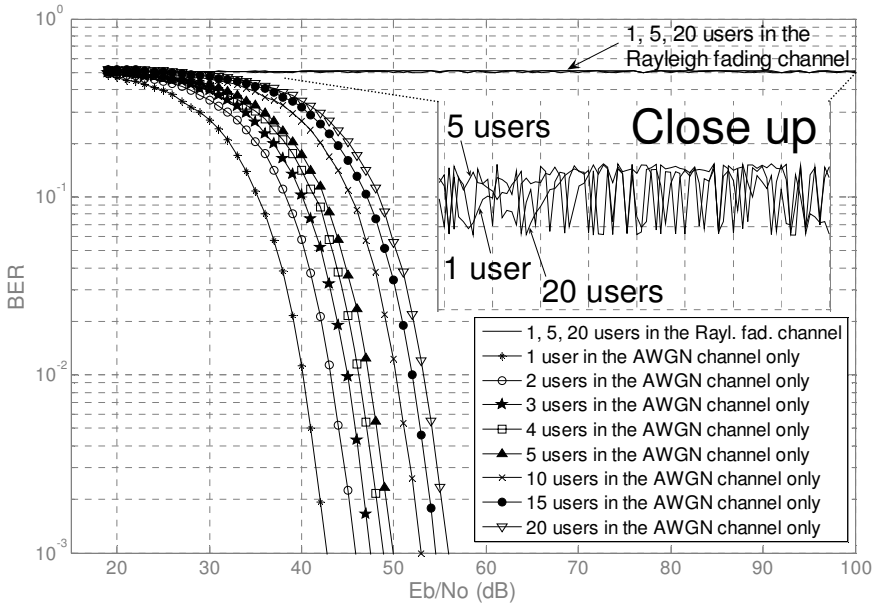 10^0
10^-1
10^-2
10^-3
BER
20
30
40
50
60
70
80
90
100
Eb/No (dB)
1, 5, 20 users in the
Rayleigh fading channel
Close up
5 users
1 user
20 users
1, 5, 20 users in the Rayl. fad. channel
1 user in the AWGN channel only
2 users in the AWGN channel only
3 users in the AWGN channel only
4 users in the AWGN channel only
5 users in the AWGN channel only
10 users in the AWGN channel only
15 users in the AWGN channel only
20 users in the AWGN channel only